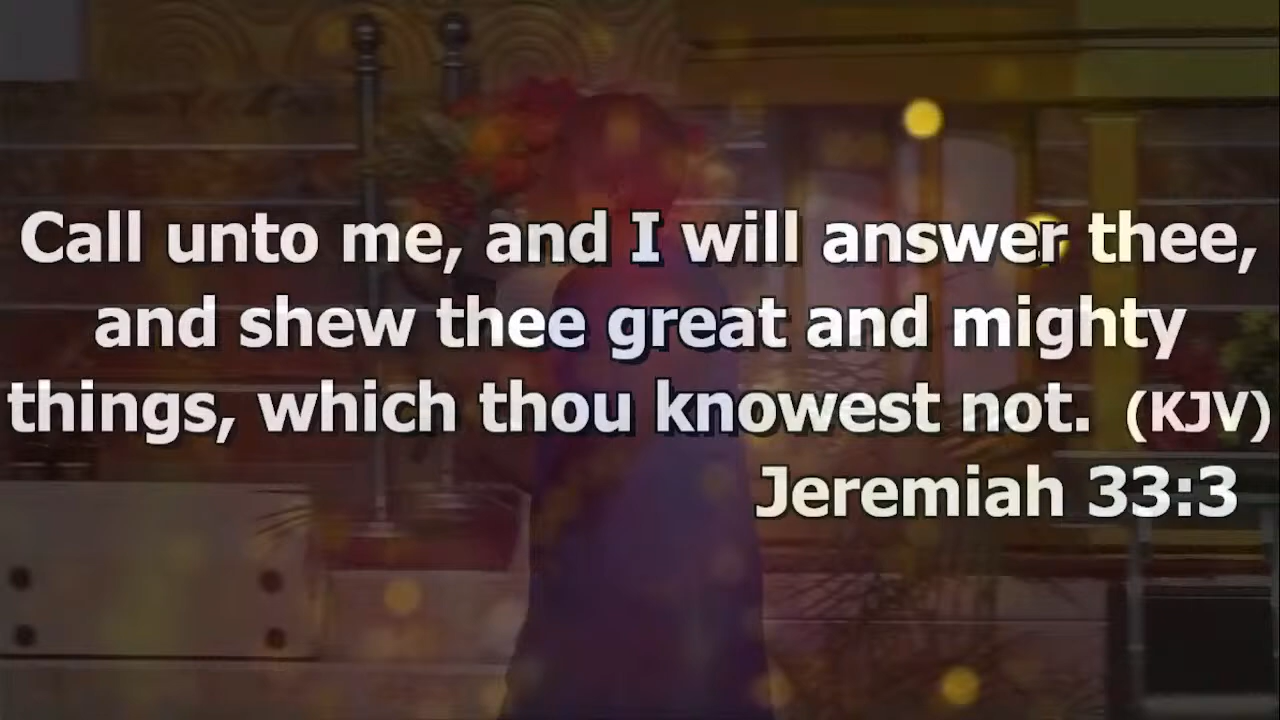 Call unto me, and I will answer thee,
and shew thee great and mighty
things, which thou knowest not. (KJV)
Jeremiah 33:3